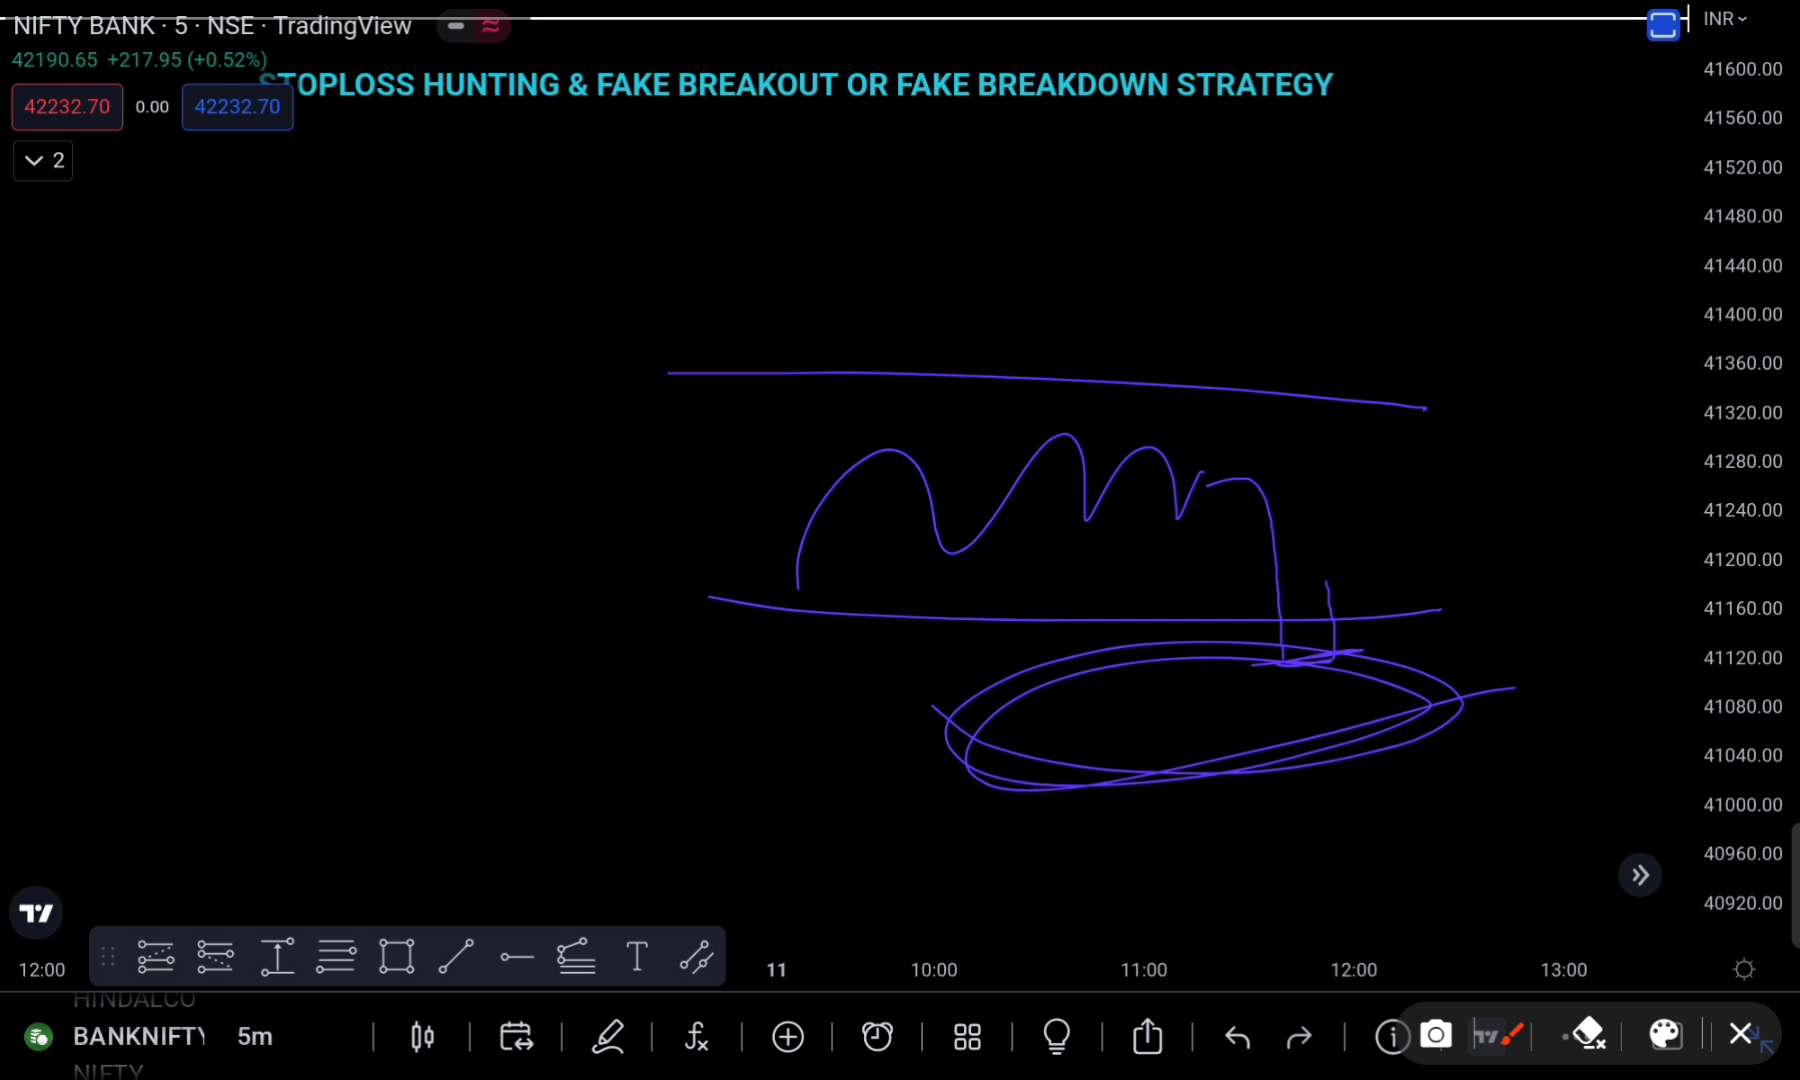 NIFTY BANK · 5 · NSE · TradingView
INR
42190.65 +217.95 (+0.52%)
STOPLOSS HUNTING & FAKE BREAKOUT OR FAKE BREAKDOWN STRATEGY
42232.70 0.00 42232.70
2
41600.00
41560.00
41520.00
41480.00
41440.00
41400.00
41360.00
41320.00
41280.00
41240.00
41200.00
41160.00
41120.00
41080.00
41040.00
41000.00
40960.00
40920.00
12:00 11 10:00 11:00 12:00 13:00
HINDALCO
BANKNIFTY 5m
NIFTY